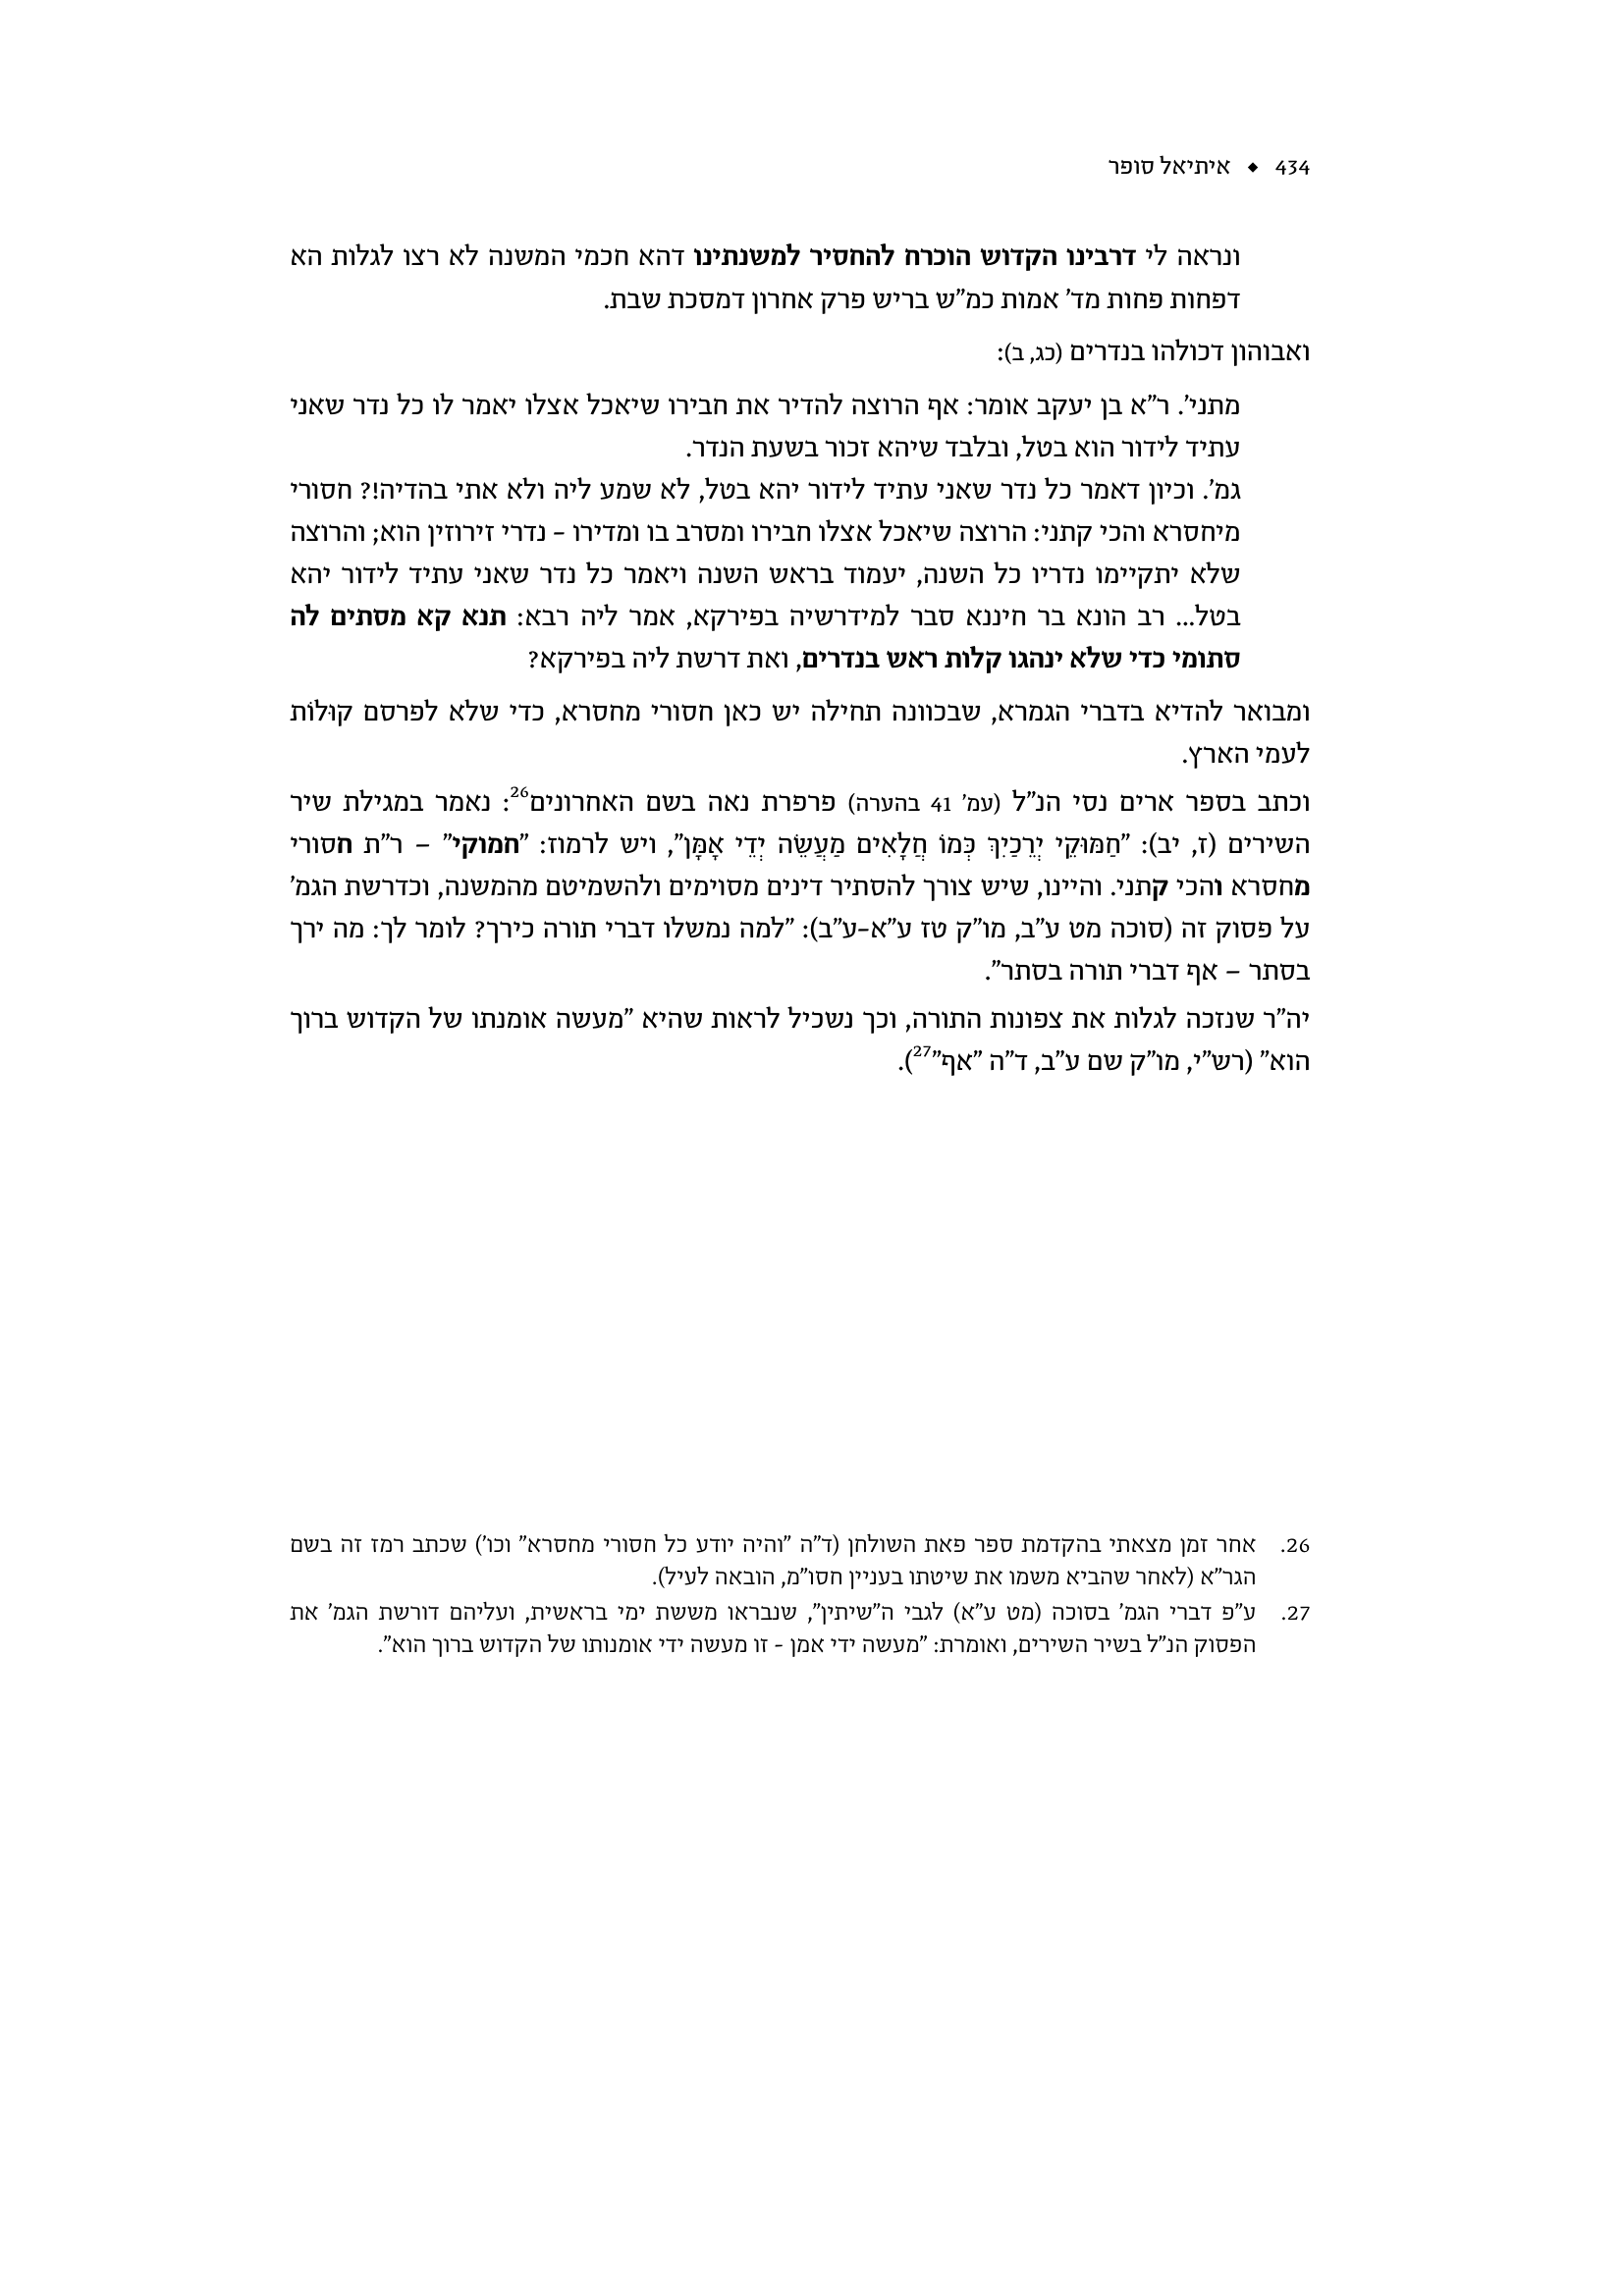 434 ◆ איתיאל סופר
ונראה לי דרבינו הקדוש הוכרח להחסיר למשנתינו דהא חכמי המשנה לא רצו לגלות הא
דפחות פחות מד' אמות כמ"ש בריש פרק אחרון דמסכת שבת.
ואבוהון דכולהו בנדרים (כג, ב):
מתני'. ר"א בן יעקב אומר: אף הרוצה להדיר את חבירו שיאכל אצלו יאמר לו כל נדר שאני
עתיד לידור הוא בטל, ובלבד שיהא זכור בשעת הנדר.
גמ'. וכיון דאמר כל נדר שאני עתיד לידור יהא בטל, לא שמע ליה ולא אתי בהדיה!? חסורי
מיחסרא והכי קתני: הרוצה שיאכל אצלו חבירו ומסרב בו ומדירו - נדרי זירוזין הוא; והרוצה
שלא יתקיימו נדריו כל השנה, יעמוד בראש השנה ויאמר כל נדר שאני עתיד לידור יהא
בטל... רב הונא בר חיננא סבר למידרשיה בפירקא, אמר ליה רבא: תנא קא מסתים לה
סתומי כדי שלא ינהגו קלות ראש בנדרים, ואת דרשת ליה בפירקא?
ומבואר להדיא בדברי הגמרא, שבכוונה תחילה יש כאן חסורי מחסרא, כדי שלא לפרסם קוּלוֹת
לעמי הארץ.
וכתב בספר ארים נסי הנ"ל (עמ' 41 בהערה) פרפרת נאה בשם האחרונים26: נאמר במגילת שיר
השירים (ז, יב): "חַמּוּקֵי יְרֵכַיִךְ כְּמוֹ חֲלָאִים מַעֲשֵׂה יְדֵי אָמָּן", ויש לרמוז: "חמוקי" – ר"ת חסורי
מחסרא והכי קתני. והיינו, שיש צורך להסתיר דינים מסוימים ולהשמיטם מהמשנה, וכדרשת הגמ'
על פסוק זה (סוכה מט ע"ב, מו"ק טז ע"א-ע"ב): "למה נמשלו דברי תורה כירך? לומר לך: מה ירך
בסתר – אף דברי תורה בסתר".
יה"ר שנזכה לגלות את צפונות התורה, וכך נשכיל לראות שהיא "מעשה אומנתו של הקדוש ברוך
הוא" (רש"י, מו"ק שם ע"ב, ד"ה "אף"27).
26. אחר זמן מצאתי בהקדמת ספר פאת השולחן (ד"ה "והיה יודע כל חסורי מחסרא" וכו') שכתב רמז זה בשם
הגר"א (לאחר שהביא משמו את שיטתו בעניין חסו"מ, הובאה לעיל).
27. ע"פ דברי הגמ' בסוכה (מט ע"א) לגבי ה"שיתין", שנבראו מששת ימי בראשית, ועליהם דורשת הגמ' את
הפסוק הנ"ל בשיר השירים, ואומרת: "מעשה ידי אמן - זו מעשה ידי אומנותו של הקדוש ברוך הוא".